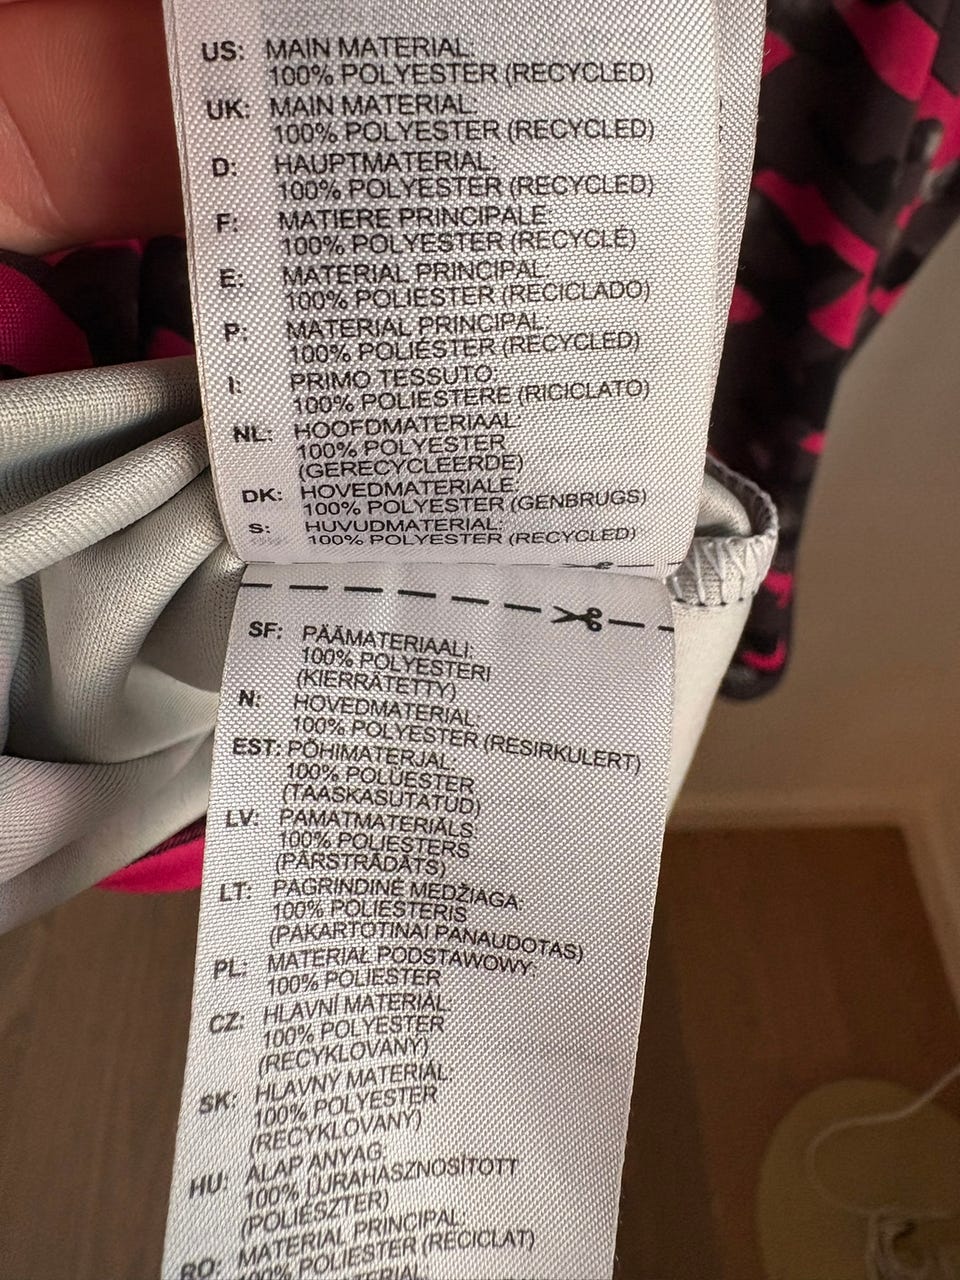 US: MAIN MATERIAL:
100% POLYESTER (RECYCLED)
UK: MAIN MATERIAL:
100% POLYESTER (RECYCLED)
D: HAUPTMATERIAL:
100% POLYESTER (RECYCLED)
F: MATIERE PRINCIPALE:
100% POLYESTER (RECYCLÉ)
E: MATERIAL PRINCIPAL:
100% POLIÉSTER (RECICLADO)
P: MATERIAL PRINCIPAL:
100% POLIÉSTER (RECYCLED)
I: PRIMO TESSUTO:
100% POLIESTERE (RICICLATO)
NL: HOOFDMATERIAAL:
100% POLYESTER
(GERECYCLEERDE)
DK: HOVEDMATERIALE:
100% POLYESTER (GENBRUGS)
S: HUVUDMATERIAL:
100% POLYESTER (RECYCLED)
SF: PÄÄMATERIAALI:
100% POLYESTERI
(KIERRÄTETTY)
N: HOVEDMATERIAL:
100% POLYESTER (RESIRKULERT)
EST: PÕHIMATERJAL:
100% POLÜESTER
(TAASKASUTATUD)
LV: PAMATMATERIĀLS:
100% POLIESTERS
(PĀRSTRĀDĀTS)
LT: PAGRINDINĖ MEDŽIAGA:
100% POLIESTERIS
(PAKARTOTINAI PANAUDOTAS)
PL: MATERIAŁ PODSTAWOWY:
100% POLIESTER
CZ: HLAVNÍ MATERIÁL:
100% POLYESTER
(RECYKLOVANÝ)
SK: HLAVNÝ MATERIÁL:
100% POLYESTER
(RECYKLOVANÝ)
HU: ALAP ANYAG:
100% ÚJRAHASZNOSÍTOTT
(POLIÉSZTER)
RO: MATERIAL PRINCIPAL:
100% POLIESTER (RECICLAT)